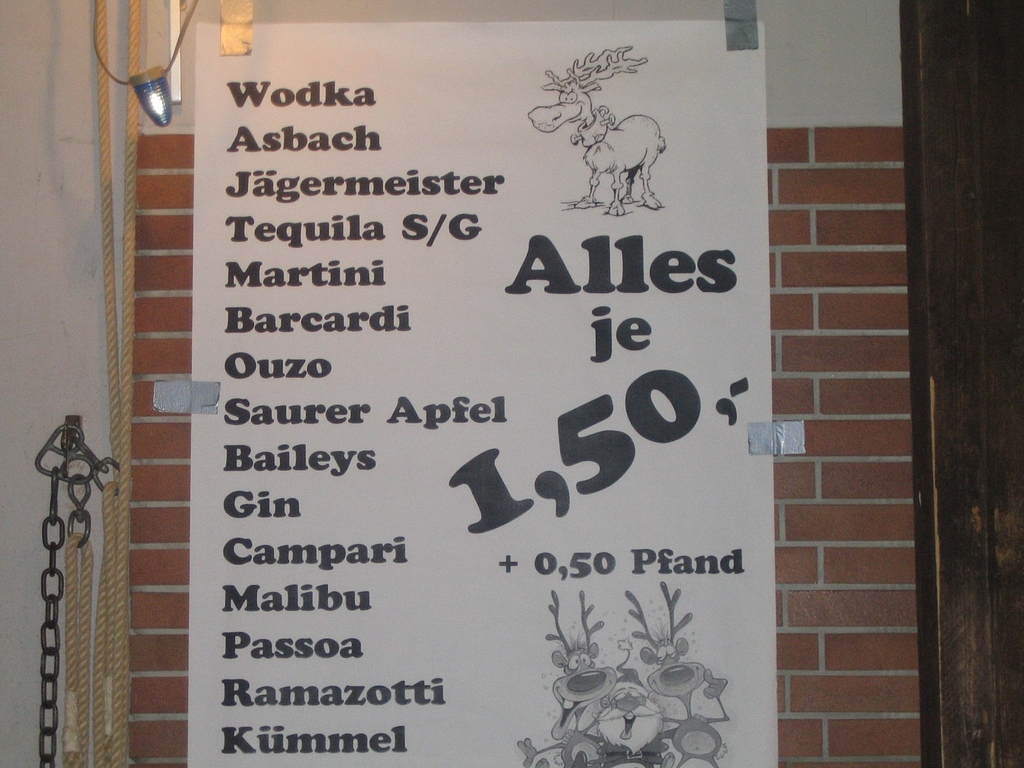 Wodka
Asbach
Jägermeister
Tequila S/G
Martini
Barcardi
Ouzo
Saurer Apfel
Baileys
Gin
Campari
Malibu
Passoa
Ramazotti
Kümmel
Alles
je
1,50,-
+ 0,50 Pfand